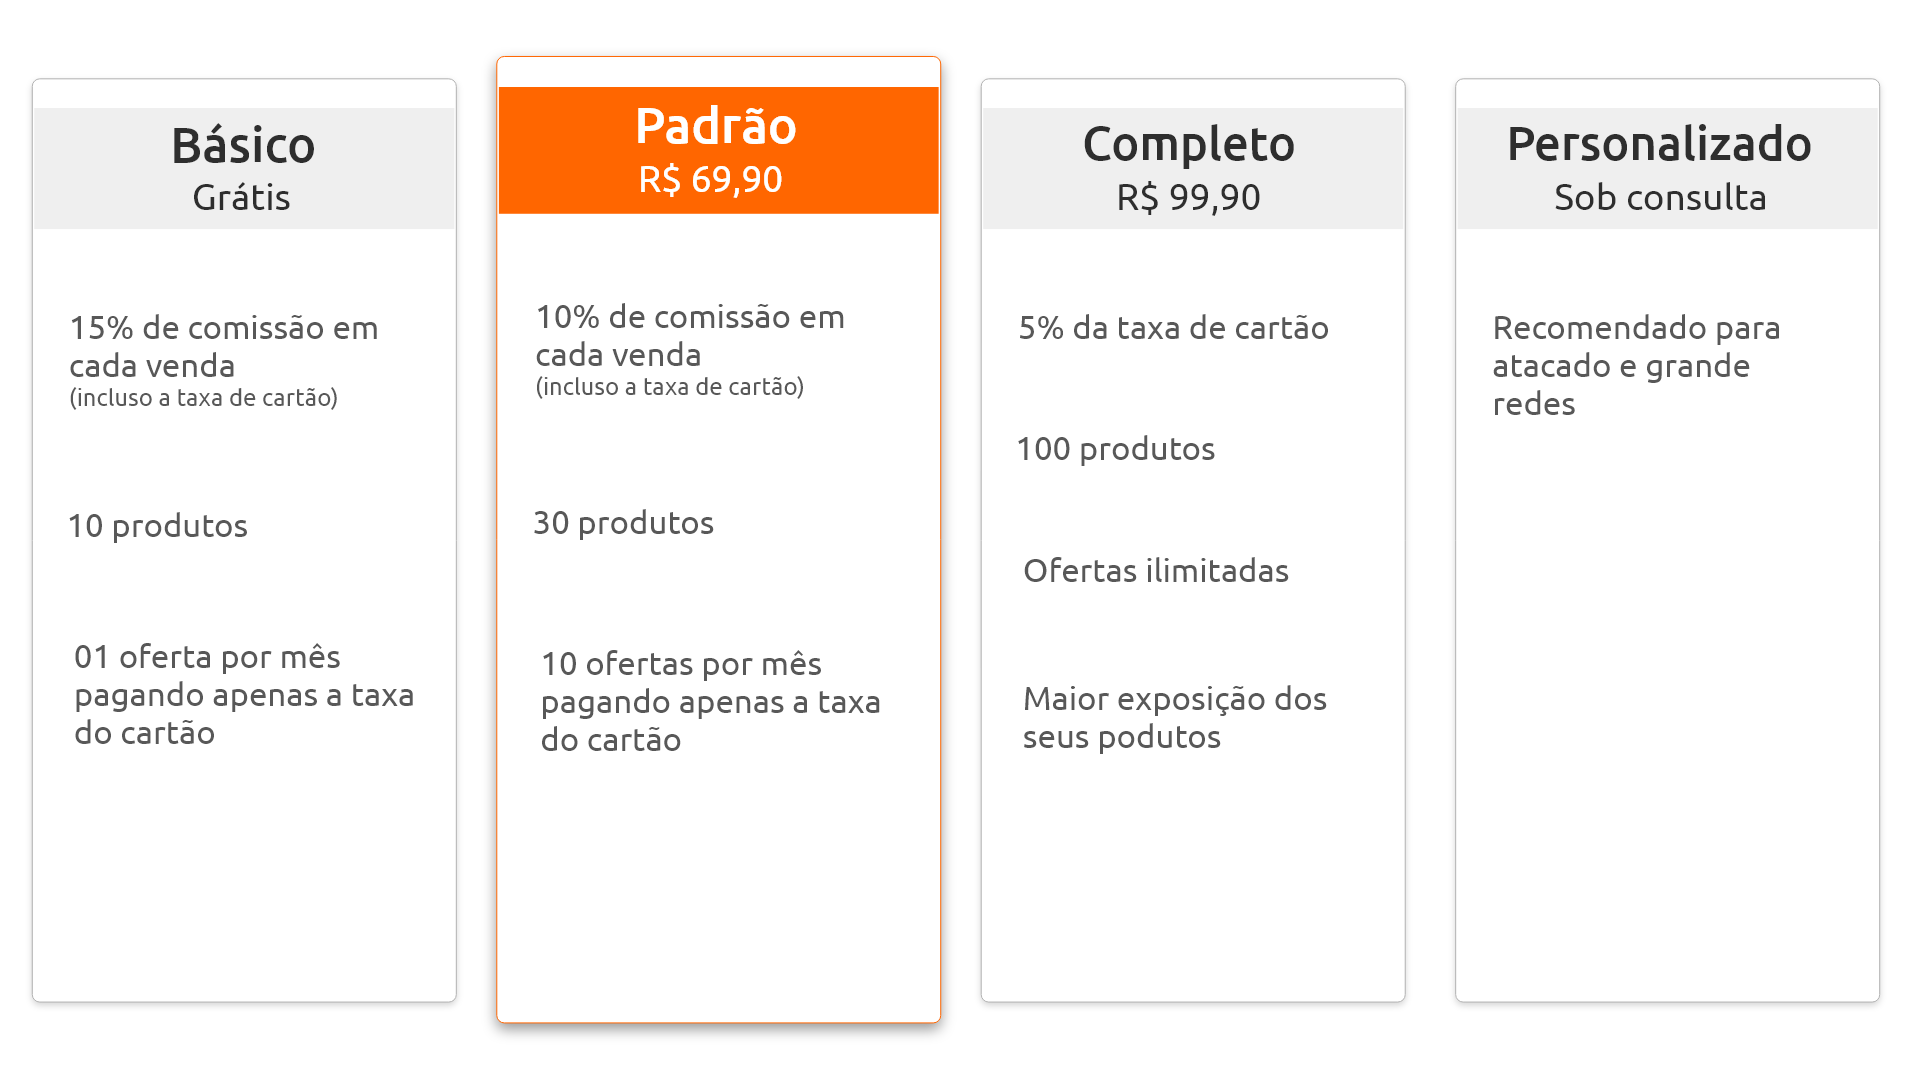 Básico
Grátis
15% de comissão em
cada venda
(incluso a taxa de cartão)
10 produtos
01 oferta por mês
pagando apenas a taxa
do cartão
Padrão
R$ 69,90
10% de comissão em
cada venda
(incluso a taxa de cartão)
30 produtos
10 ofertas por mês
pagando apenas a taxa
do cartão
Completo
R$ 99,90
5% da taxa de cartão
100 produtos
Ofertas ilimitadas
Maior exposição dos
seus podutos
Personalizado
Sob consulta
Recomendado para
atacado e grande
redes